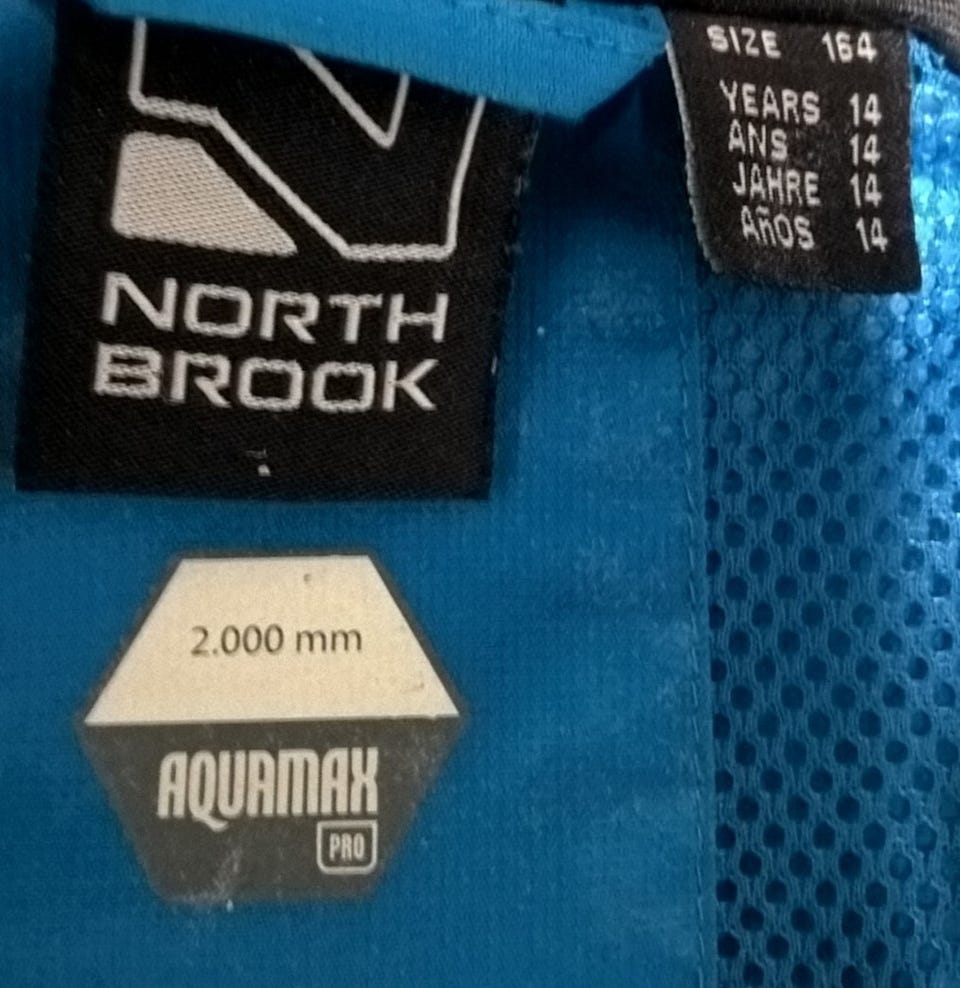 NORTH
BROOK
SIZE 164
YEARS 14
ANS 14
JAHRE 14
AÑOS 14
2.000 mm
AQUAMAX
PRO